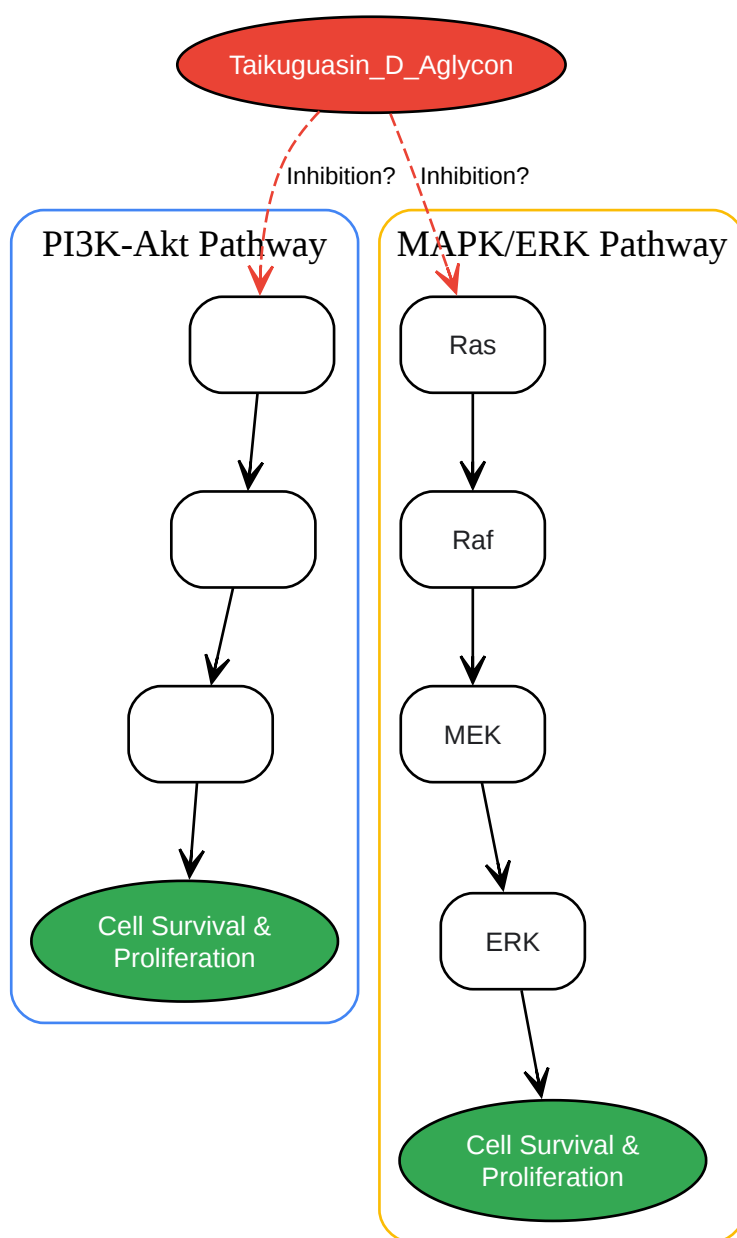 Taikuguasin_D_Aglycon
Inhibition?
Inhibition?
PI3K-Akt Pathway
MAPK/ERK Pathway
Ras
Raf
MEK
Cell Survival &
Proliferation
ERK
Cell Survival &
Proliferation